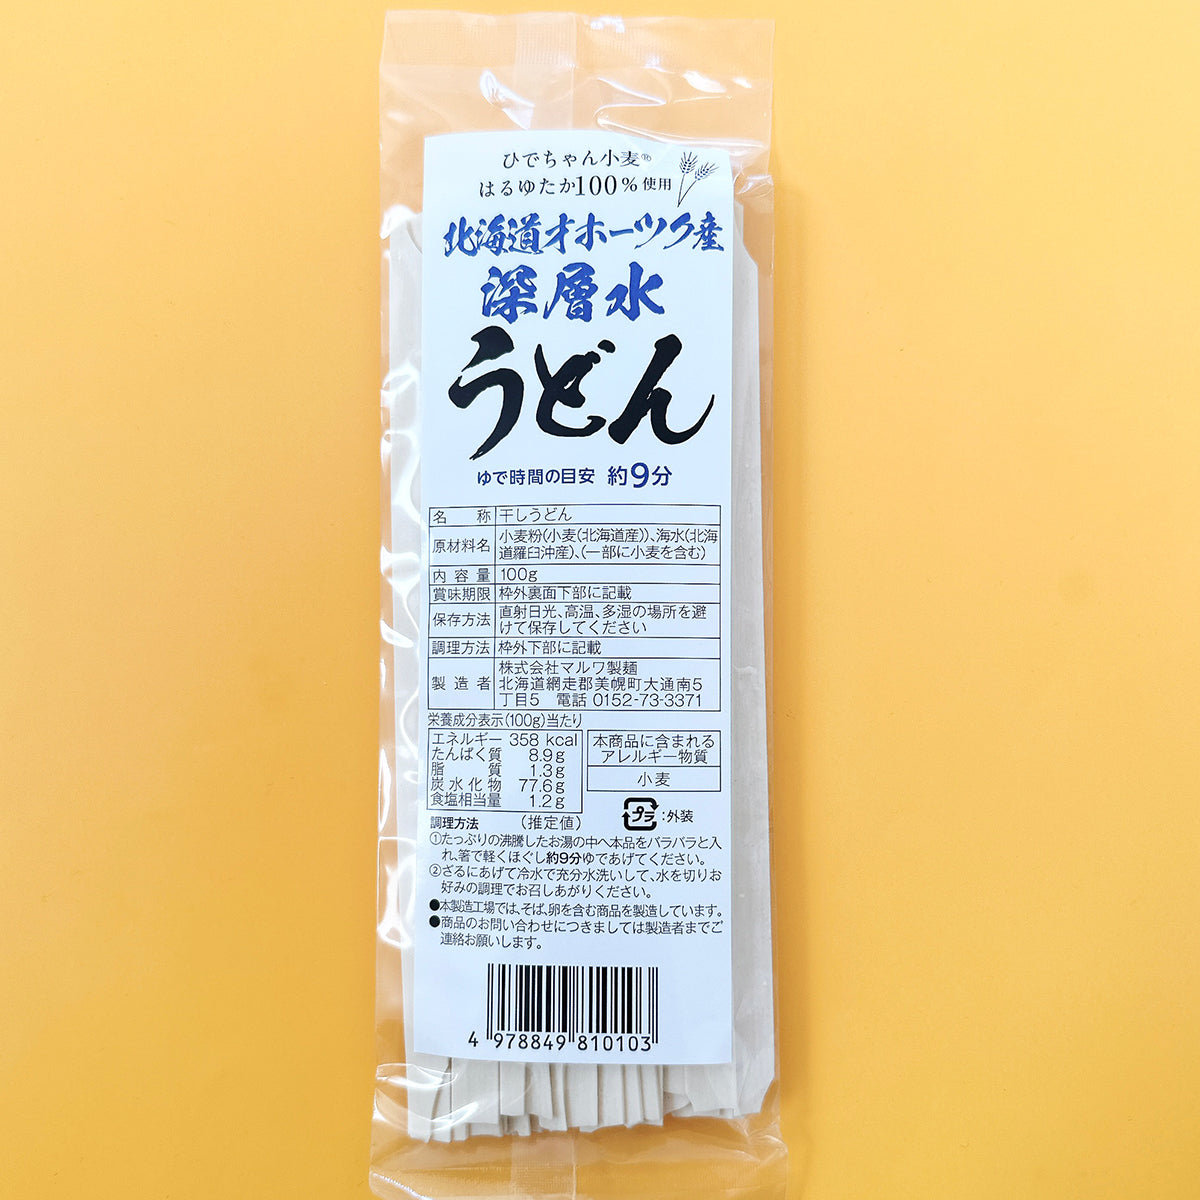 ひでちゃん小麦®
はるゆたか100%使用
北海道オホーツク産
深層水
うどん
ゆで時間の目安 約9分
名称 干しうどん
原材料名 小麦粉(小麦(北海道産))、海水(北海
道羅臼沖産)、(一部に小麦を含む)
内容量 100g
賞味期限 枠外裏面下部に記載
保存方法 直射日光、高温、多湿の場所を避
けて保存してください
調理方法 枠外下部に記載
製造者 株式会社マルワ製麺
北海道網走郡美幌町大通南5
丁目5 電話 0152-73-3371
栄養成分表示(100g)当たり
エネルギー 358 kcal
たんぱく質 8.9g
脂質 1.3g
炭水化物 77.6g
食塩相当量 1.2g
(推定値)
本商品に含まれる
アレルギー物質
小麦
プラ :外装
調理方法
①たっぷりの沸騰したお湯の中へ本品をバラバラと入
れ、箸で軽くほぐし約9分ゆであげてください。
②ざるにあげて冷水で充分水洗いして、水を切りお
好みの調理でお召しあがりください。
●本製造工場では、そば、卵を含む商品を製造しています。
●商品のお問い合わせにつきましては製造者までご
連絡お願いします。
4 978849 810103